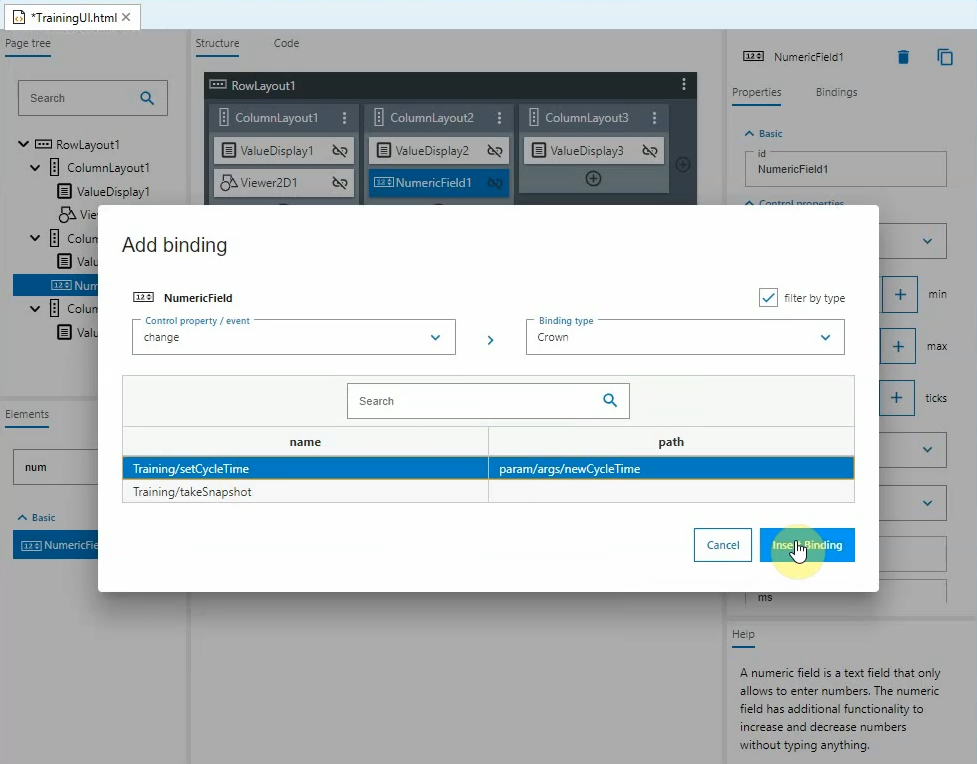 *TrainingUI.html
Page tree
Search
RowLayout1
ColumnLayout1
ValueDisplay1
Vie
Colum
Valu
Num
Colum
Valu
Elements
num
Basic
NumericFie
Structure
Code
RowLayout1
ColumnLayout1
ColumnLayout2
ColumnLayout3
ValueDisplay1
ValueDisplay2
ValueDisplay3
Viewer2D1
NumericField1
Add binding
NumericField
filter by type
Control property / event
change
Binding type
Crown
Search
name
path
Training/setCycleTime
param/args/newCycleTime
Training/takeSnapshot
Cancel
Insert Binding
NumericField1
Properties
Bindings
Basic
id
NumericField1
Control properties
min
max
ticks
ms
Help
A numeric field is a text field that only
allows to enter numbers. The numeric
field has additional functionality to
increase and decrease numbers
without typing anything.